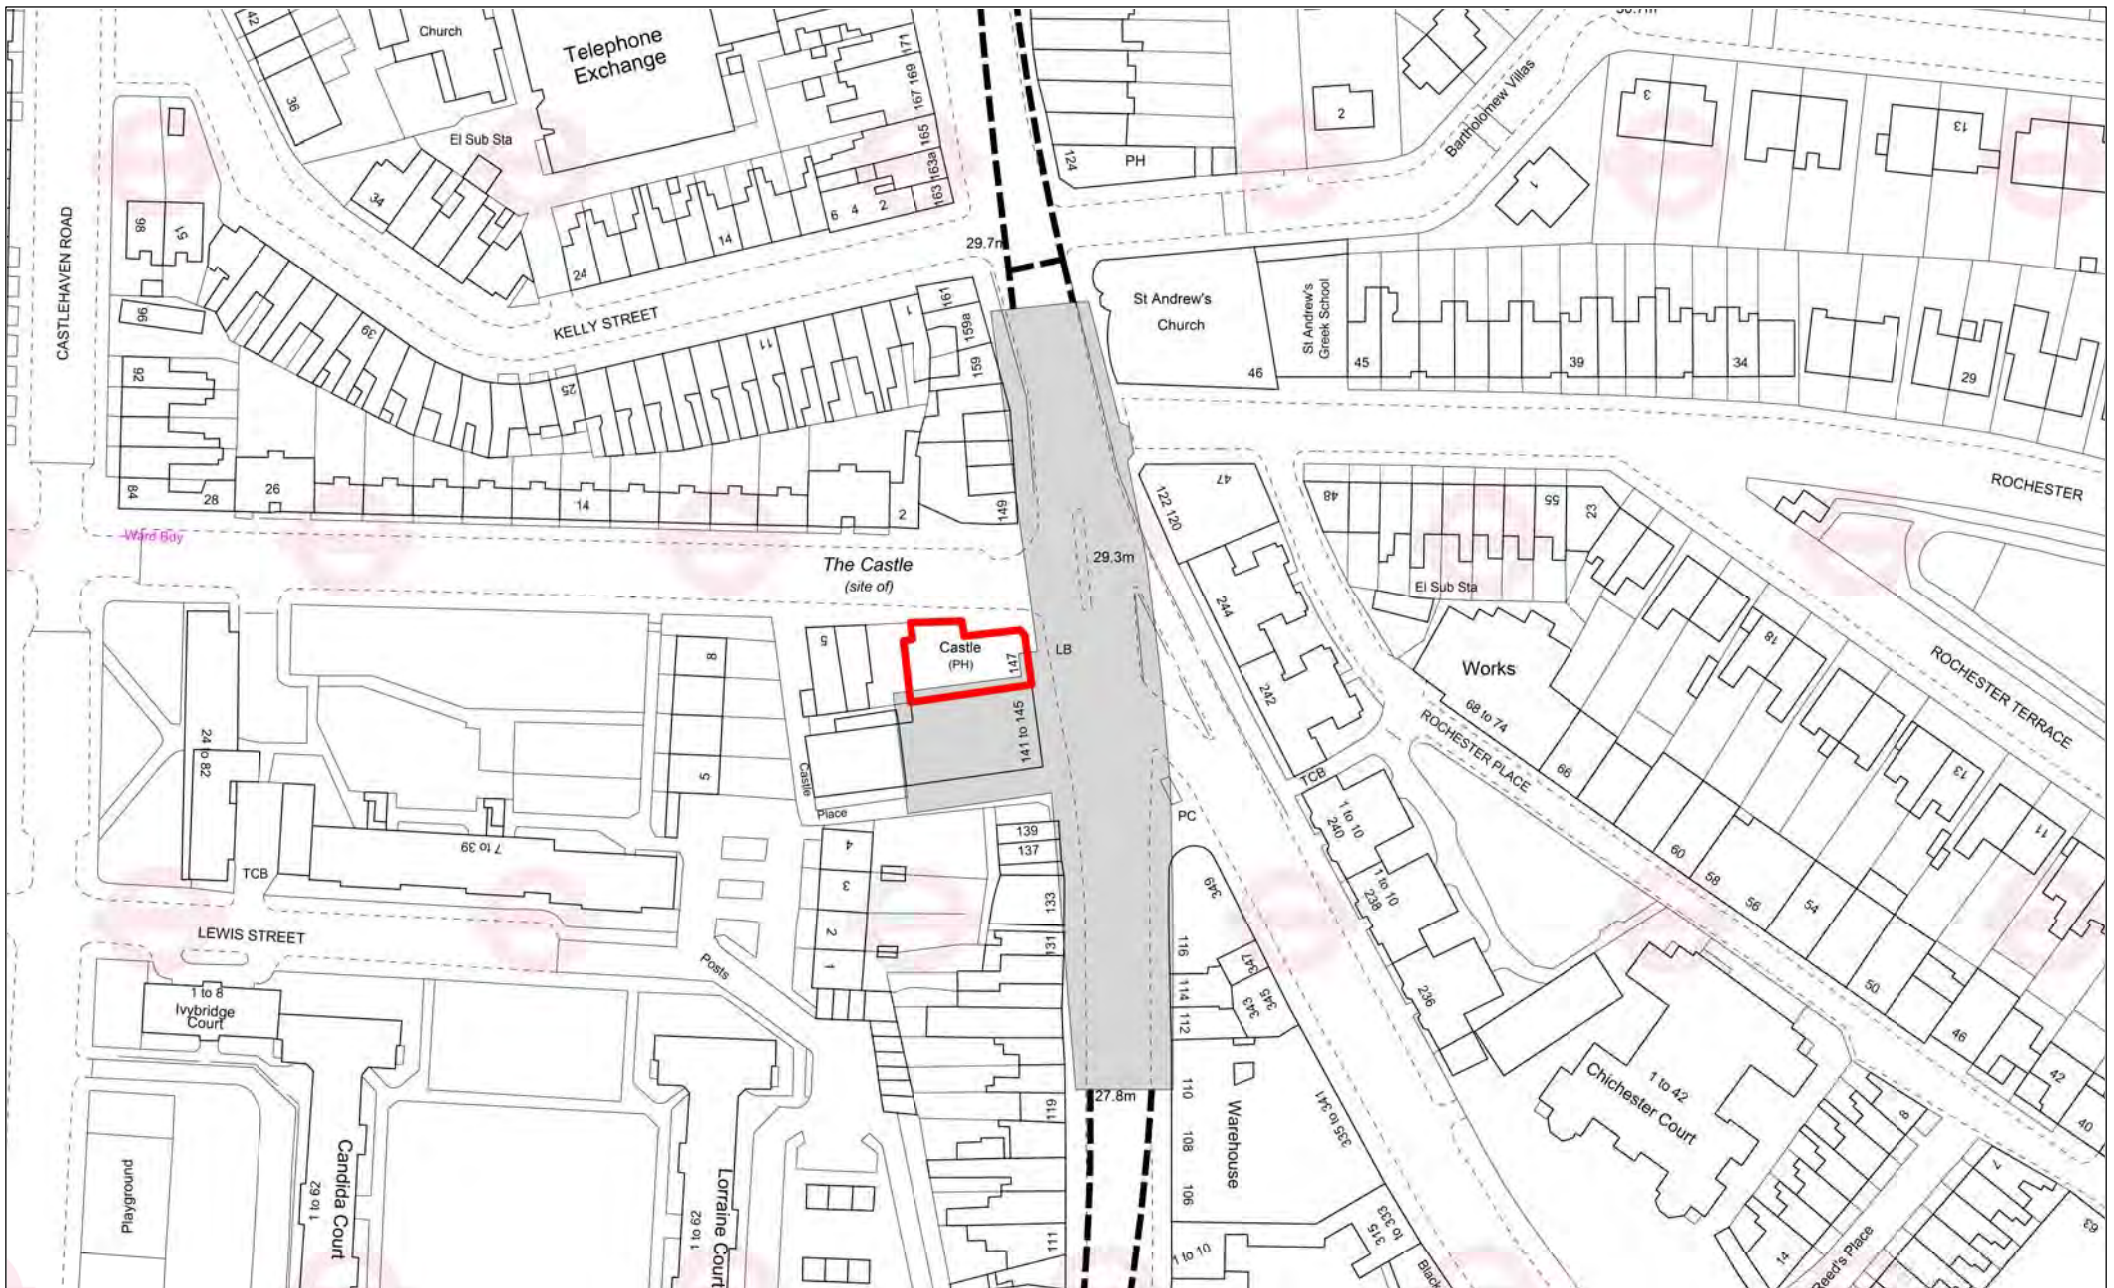 42
Church
Telephone
Exchange
171
167 169
165
163 163a
36
El Sub Sta
34
6 4 2
14
24
124
PH
2
Bartholomew Villas
3
13
1
CASTLEHAVEN ROAD
98
51
96
92
39
KELLY STREET
29.7m
161
1
159a
159
11
25
St Andrew's
Church
46
St Andrew's
Greek School
45
39
34
29
84
28
26
14
2
149
Ward Bdy
The Castle
(site of)
29.3m
122 120
47
48
55
23
El Sub Sta
ROCHESTER
244
242
Works
68 to 74
18
ROCHESTER TERRACE
ROCHESTER PLACE
66
13
11
5
Castle
(PH)
147
LB
8
5
24 to 82
141 to 145
Castle
Place
TCB
PC
1 to 10
240
1 to 10
238
236
60
58
56
54
50
46
42
40
7 to 39
TCB
4
3
2
1
139
137
133
131
349
116
347
345
343
114
112
LEWIS STREET
Posts
1 to 8
Ivybridge
Court
27.8m
110
108
106
Warehouse
335 to 341
119
111
1 to 42
Chichester Court
8
7
14
63
Reed's Place
Playground
1 to 62
Candida Court
1 to 62
Lorraine Court
1 to 10
315
to 333